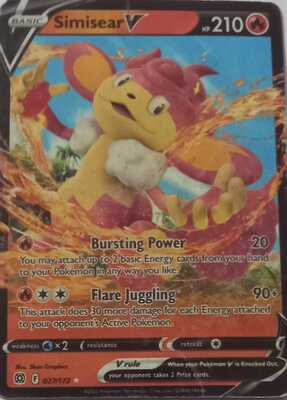 BASIC
Simisear V
HP 210
Bursting Power 20
You may attach up to 2 basic Energy cards from your hand
to your Pokémon in any way you like.
Flare Juggling 90+
This attack does 30 more damage for each Energy attached
to your opponent's Active Pokémon.
weakness ×2 resistance retreat
V rule When your Pokémon V is Knocked Out,
your opponent takes 2 Prize cards.
F 027/172